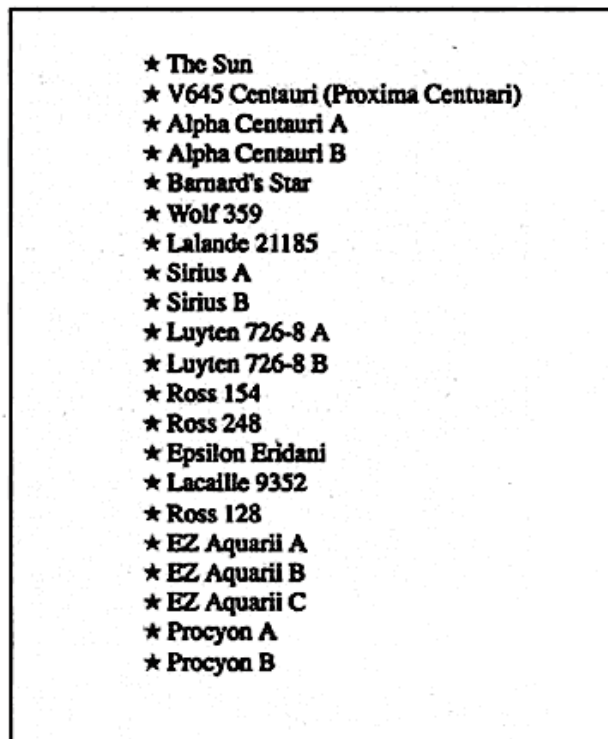 ★ The Sun
★ V645 Centauri (Proxima Centuari)
★ Alpha Centauri A
★ Alpha Centauri B
★ Barnard's Star
★ Wolf 359
★ Lalande 21185
★ Sirius A
★ Sirius B
★ Luyten 726-8 A
★ Luyten 726-8 B
★ Ross 154
★ Ross 248
★ Epsilon Eridani
★ Lacaille 9352
★ Ross 128
★ EZ Aquarii A
★ EZ Aquarii B
★ EZ Aquarii C
★ Procyon A
★ Procyon B